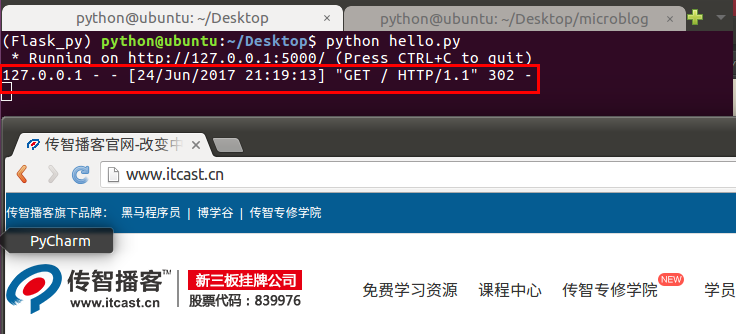 python@ubuntu: ~/Desktop × python@ubuntu: ~/Desktop/microblog
(Flask_py) python@ubuntu:~/Desktop$ python hello.py
* Running on http://127.0.0.1:5000/ (Press CTRL+C to quit)
127.0.0.1 - - [24/Jun/2017 21:19:13] "GET / HTTP/1.1" 302 -
传智播客官网-改变中 ×
www.itcast.cn
传智播客旗下品牌： 黑马程序员 | 博学谷 | 传智专修学院
PyCharm
传智播客™ 新三板挂牌公司
www.itcast.cn 股票代码：839976
免费学习资源 课程中心 传智专修学院 NEW 学员